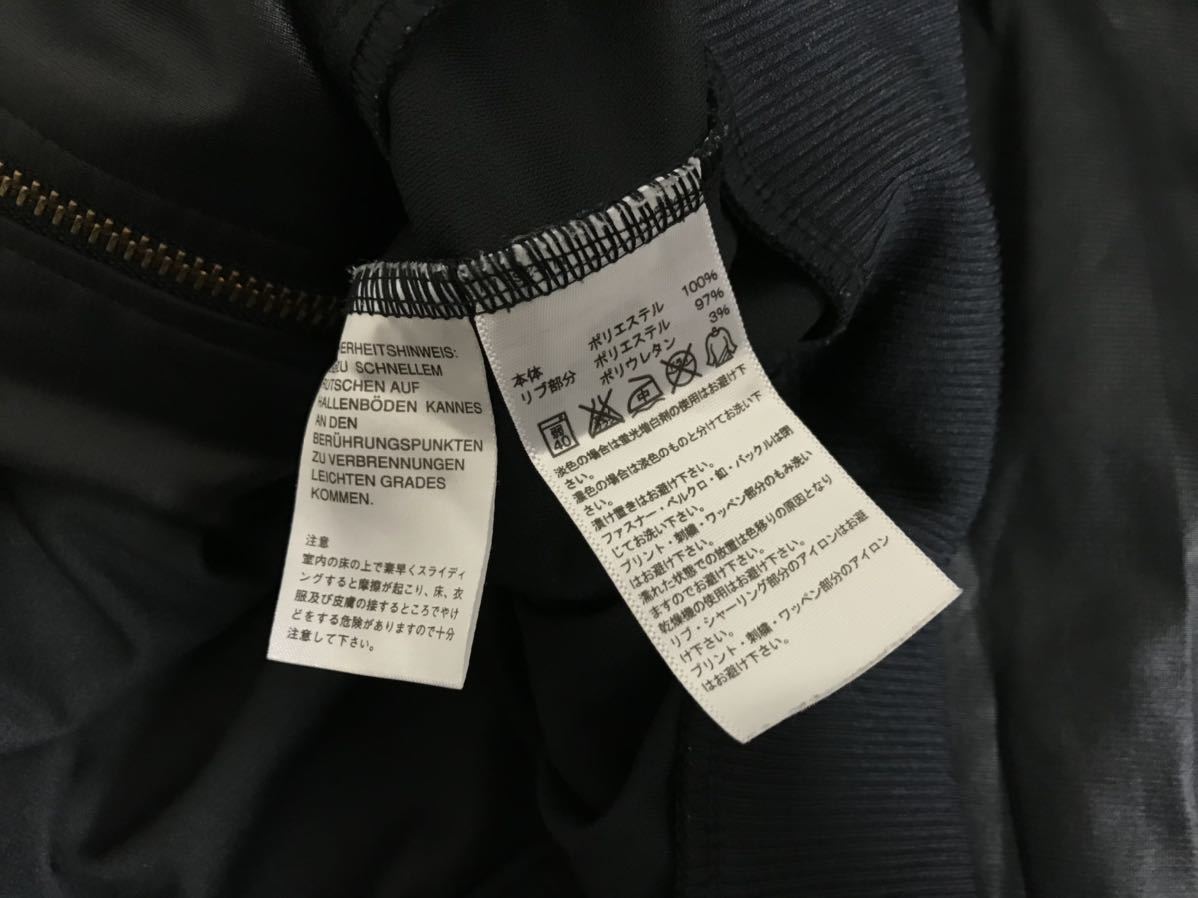 ERHEITSHINWEIS:
ZU SCHNELLEM
RUTSCHEN AUF
HALLENBÖDEN KANNES
AN DEN
BERÜHRUNGSPUNKTEN
ZU VERBRENNUNGEN
LEICHTEN GRADES
KOMMEN.
注意
室内の床の上で素早くスライディ
ングすると摩擦が起こり、床、衣
服及び皮膚の接するところでやけ
どをする危険がありますので十分
注意して下さい。
本体 ポリエステル 100%
リブ部分 ポリエステル 97%
ポリウレタン 3%
弱 40 中
淡色の場合は蛍光増白剤の使用はお避け下
さい。
濃色の場合は淡色のものと分けてお洗い下
さい。
漬け置きはお避け下さい。
ファスナー・ベルクロ・釦・バックルは閉
じてお洗い下さい。
プリント・刺繍・ワッペン部分のもみ洗い
はお避け下さい。
濡れた状態での放置は色移りの原因となり
ますのでお避け下さい。
乾燥機の使用はお避け下さい。
リブ・シャーリング部分のアイロンはお避
け下さい。
プリント・刺繍・ワッペン部分のアイロン
はお避け下さい。